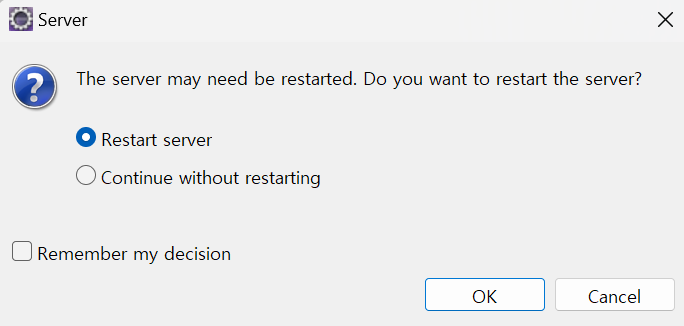 Server
The server may need be restarted. Do you want to restart the server?
Restart server
Continue without restarting
Remember my decision
OK
Cancel